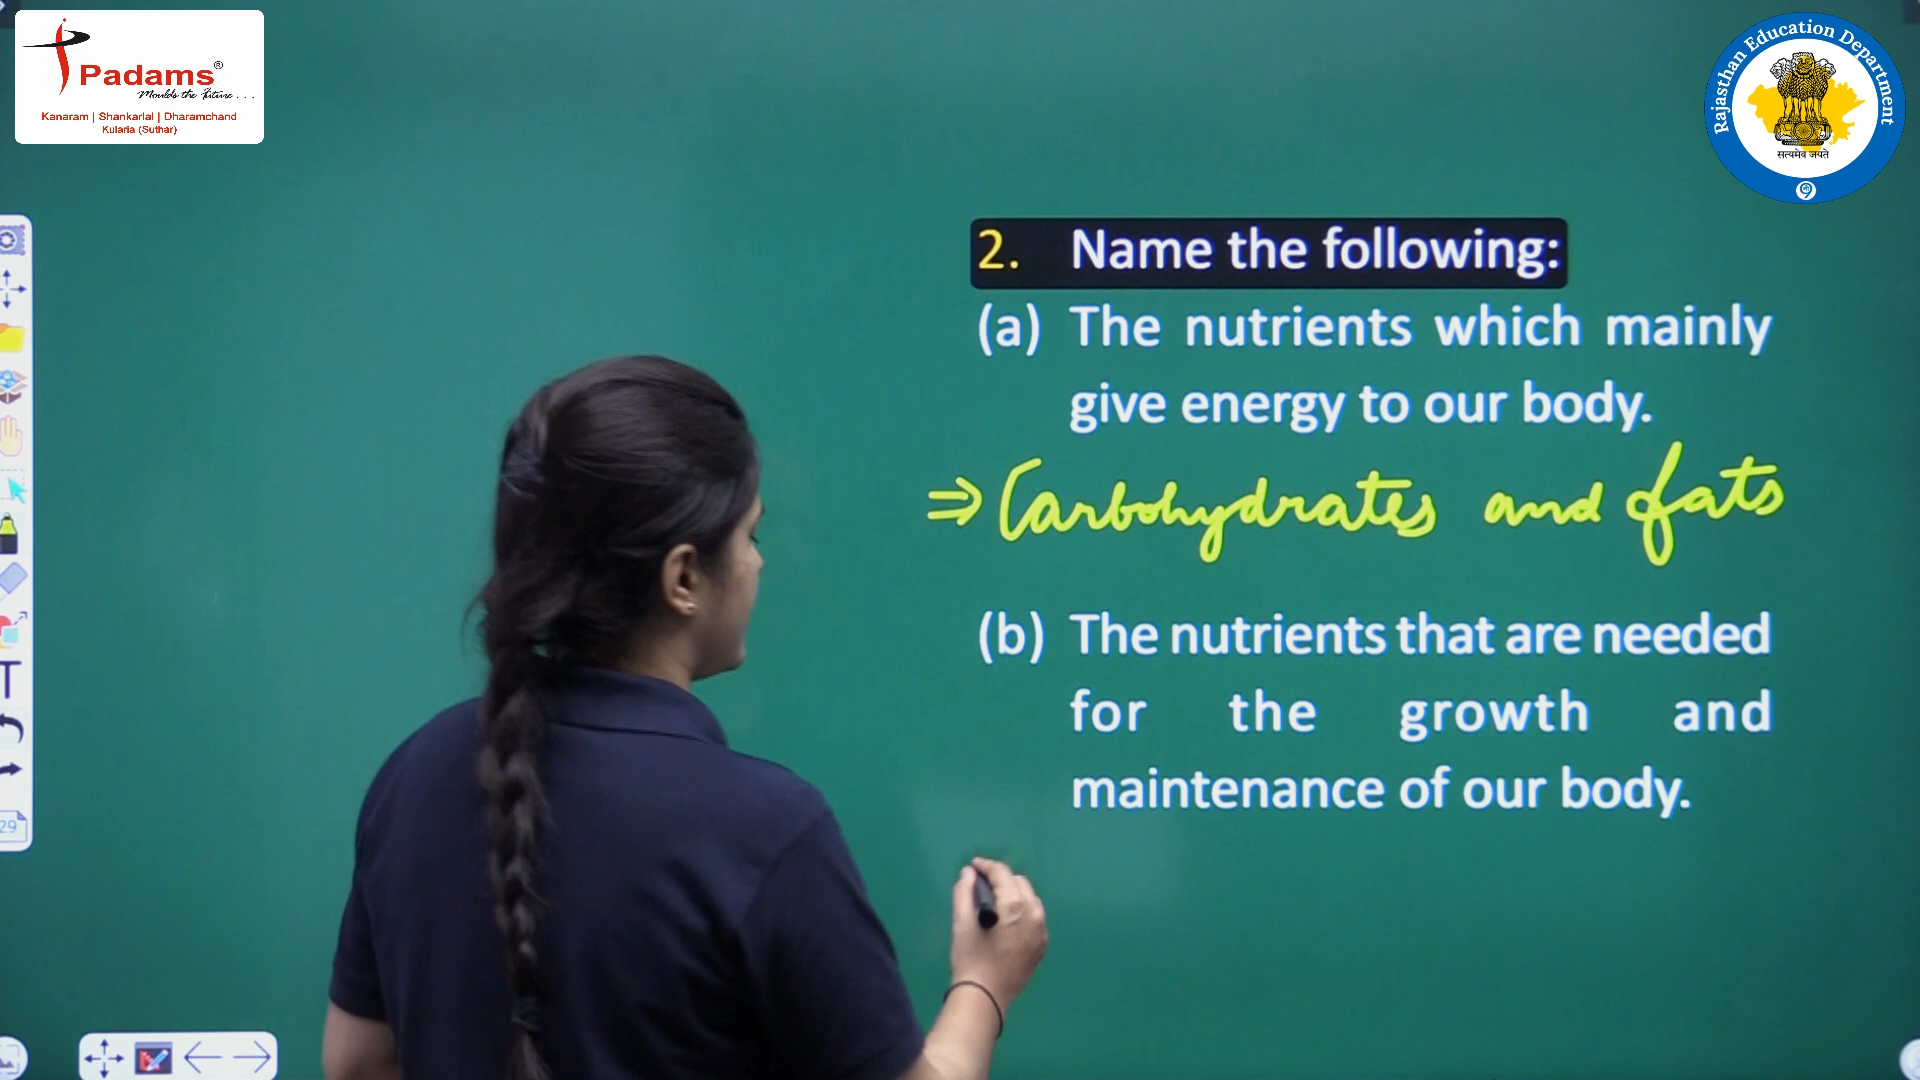 Padams®
Moulds the Future . . .
Kanaram | Shankarlal | Dharamchand
Kularia (Suthar)
Rajasthan Education Department
सत्यमेव जयते
2. Name the following:
(a) The nutrients which mainly
give energy to our body.
⇒ Carbohydrates and fats
(b) The nutrients that are needed
for the growth and
maintenance of our body.
T
29